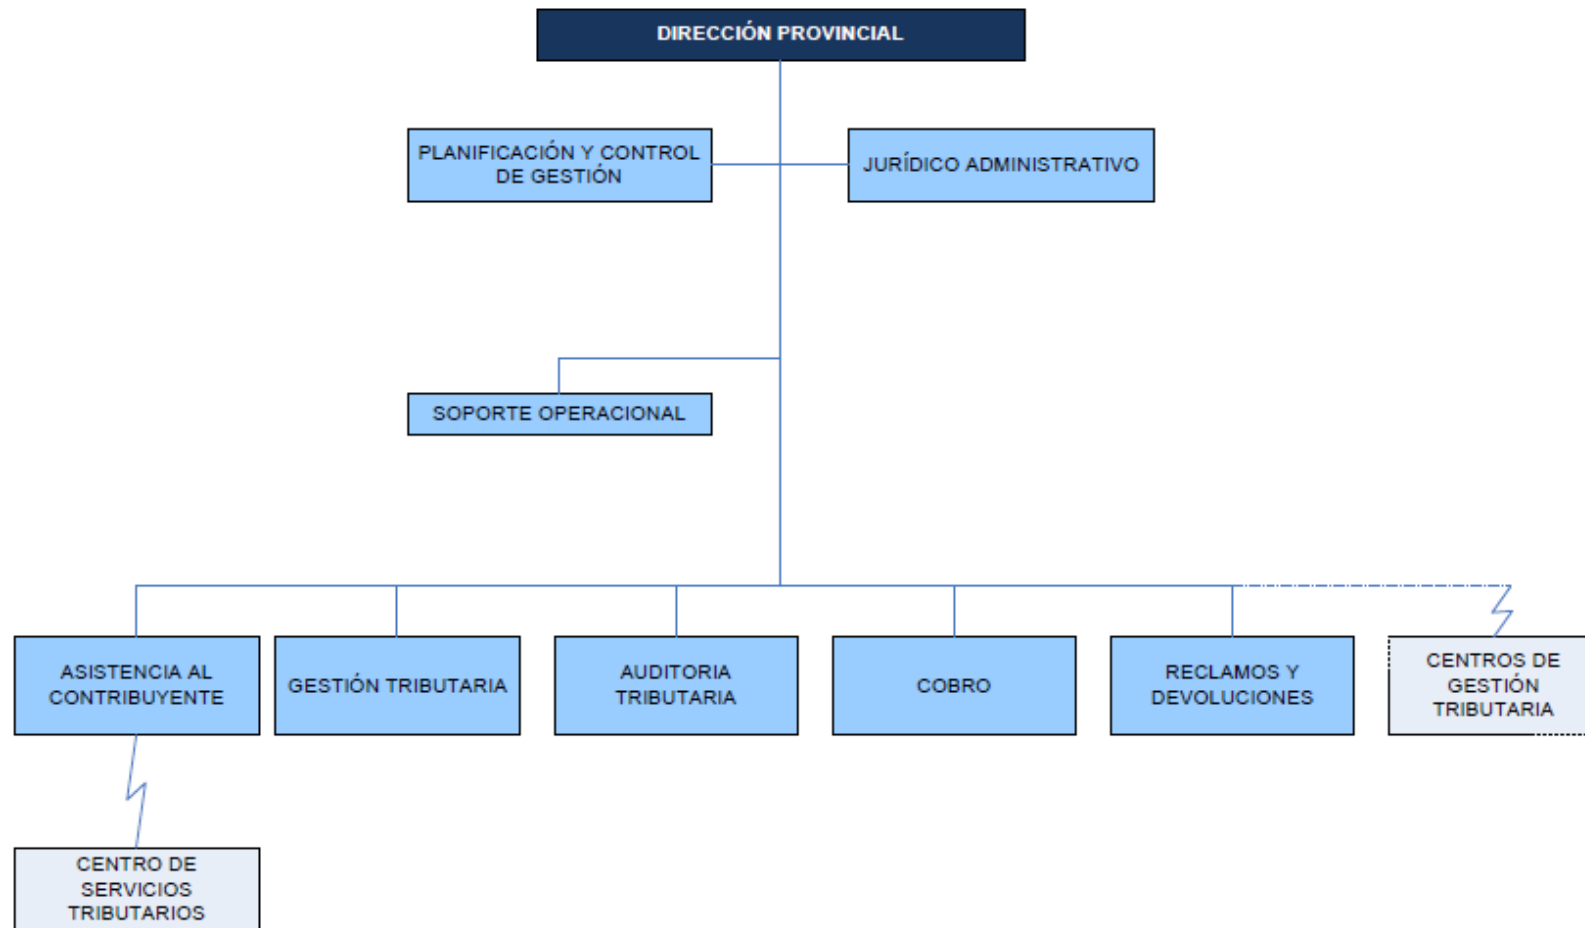 DIRECCIÓN PROVINCIAL
PLANIFICACIÓN Y CONTROL
DE GESTIÓN
JURÍDICO ADMINISTRATIVO
SOPORTE OPERACIONAL
ASISTENCIA AL
CONTRIBUYENTE
GESTIÓN TRIBUTARIA
AUDITORIA
TRIBUTARIA
COBRO
RECLAMOS Y
DEVOLUCIONES
CENTROS DE
GESTIÓN
TRIBUTARIA
CENTRO DE
SERVICIOS
TRIBUTARIOS